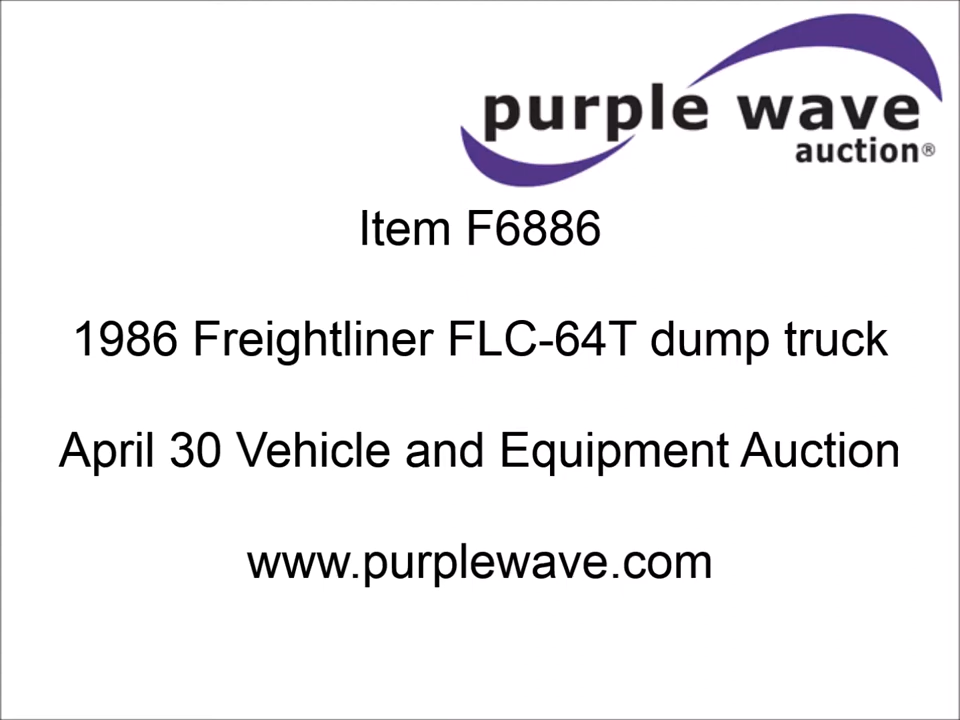 purple wave
auction®
Item F6886
1986 Freightliner FLC-64T dump truck
April 30 Vehicle and Equipment Auction
www.purplewave.com